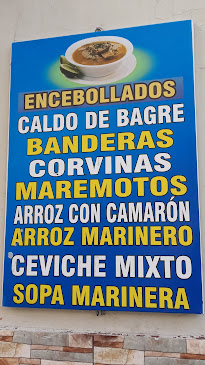 ENCEBOLLADOS
CALDO DE BAGRE
BANDERAS
CORVINAS
MAREMOTOS
ARROZ CON CAMARÓN
ARROZ MARINERO
CEVICHE MIXTO
SOPA MARINERA